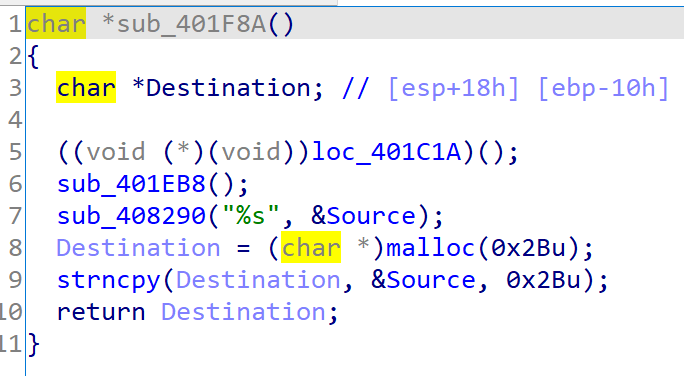 1 char *sub_401F8A()
2 {
3   char *Destination; // [esp+18h] [ebp-10h]
4
5   ((void (*)(void))loc_401C1A)();
6   sub_401EB8();
7   sub_408290("%s", &Source);
8   Destination = (char *)malloc(0x2Bu);
9   strncpy(Destination, &Source, 0x2Bu);
10   return Destination;
11 }